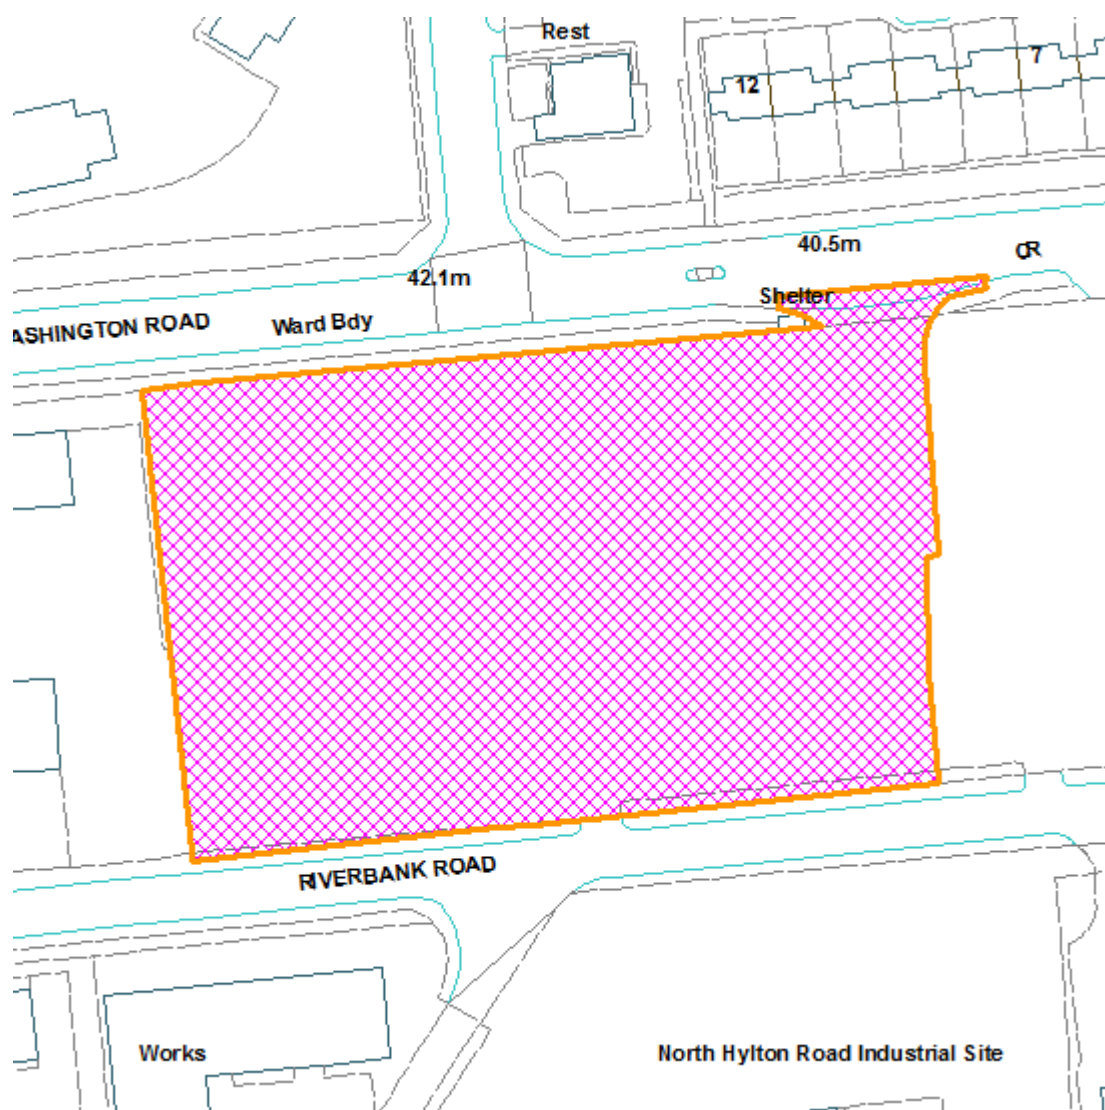 Rest
7
12
40.5m
CR
42.1m
Shelter
ASHINGTON ROAD
Ward Bdy
RIVERBANK ROAD
Works
North Hylton Road Industrial Site